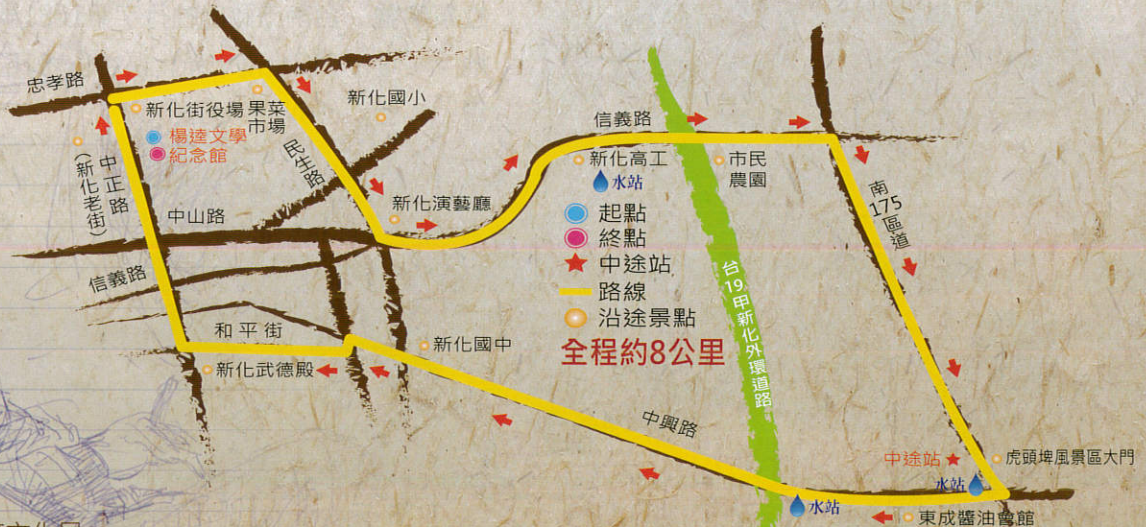 忠孝路
新化街役場
果菜
市場
楊逵文學
紀念館
中正路
(新化老街)
民生路
新化國小
中山路
新化演藝廳
信義路
信義路
新化高工
水站
市民
農園
南175區道
起點
終點
中途站
路線
沿途景點
全程約8公里
台19甲新化外環道路
和平街
新化武德殿
新化國中
中興路
中途站
虎頭埤風景區大門
水站
水站
東成醬油會館